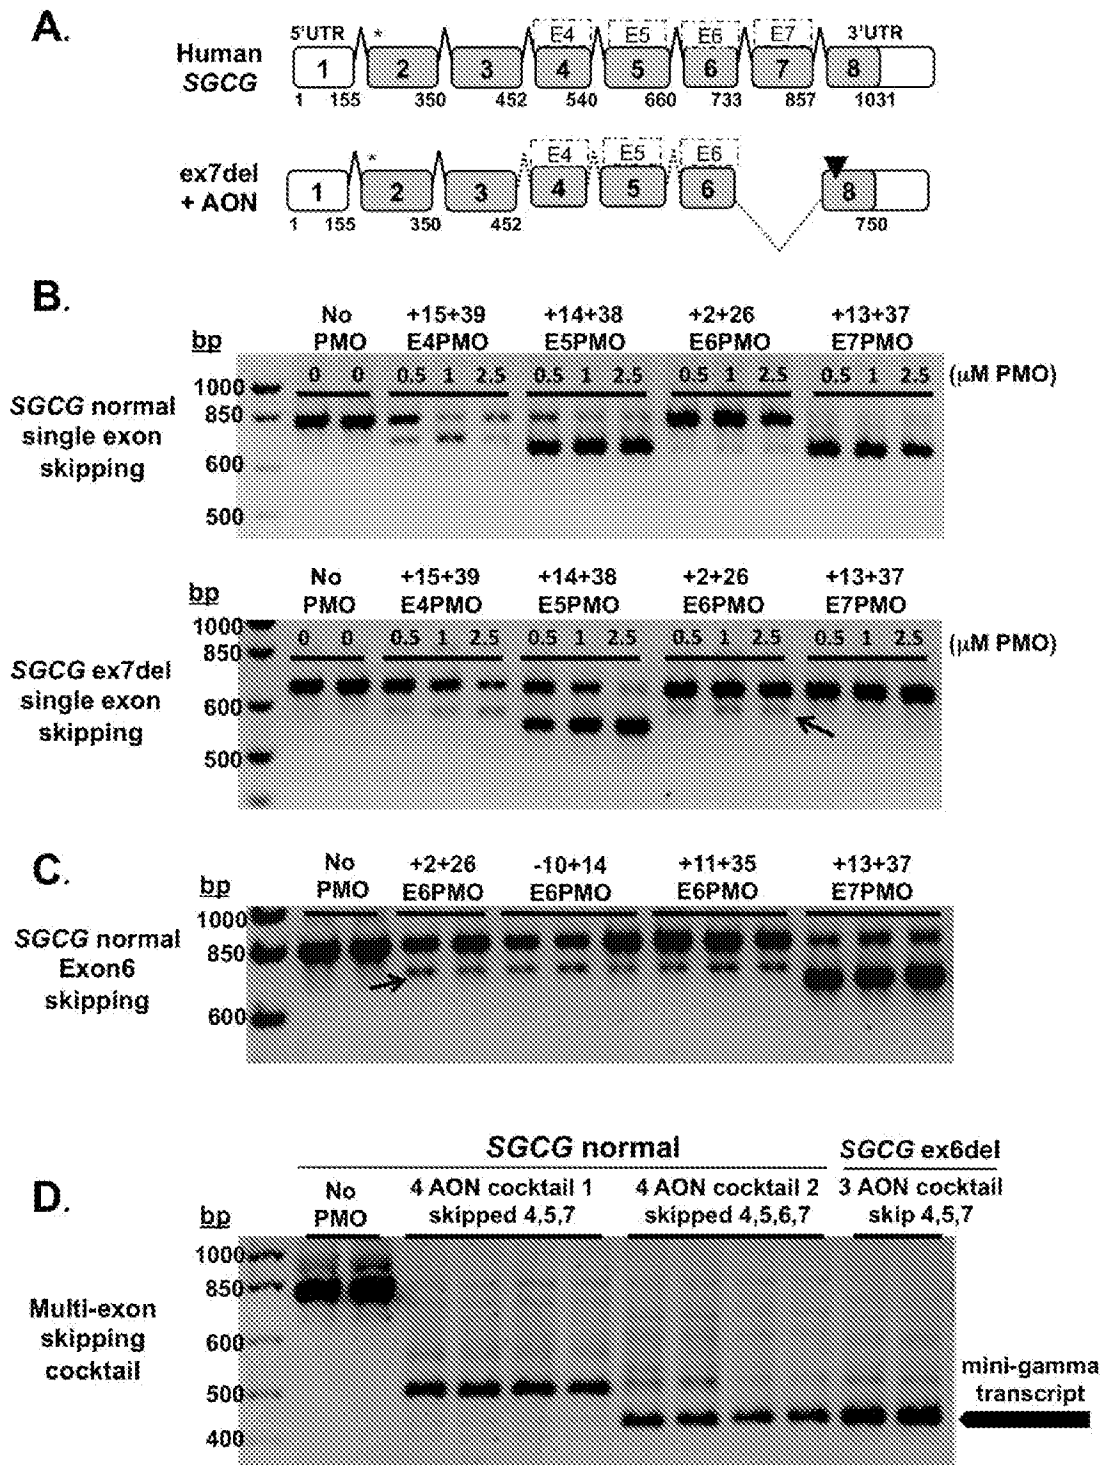 A.
5'UTR * E4 E5 E6 E7 3'UTR
Human
SGCG
1 2 3 4 5 6 7 8
1 155 350 452 540 660 733 857 1031
* E4 E5 E6
ex7del
+ AON
1 2 3 4 5 6 8
1 155 350 452 750
B.
No
PMO
+15+39
E4PMO
+14+38
E5PMO
+2+26
E6PMO
+13+37
E7PMO
bp
0 0 0.5 1 2.5 0.5 1 2.5 0.5 1 2.5 0.5 1 2.5 (μM PMO)
1000
850
600
500
SGCG normal
single exon
skipping
No
PMO
+15+39
E4PMO
+14+38
E5PMO
+2+26
E6PMO
+13+37
E7PMO
bp
0 0 0.5 1 2.5 0.5 1 2.5 0.5 1 2.5 0.5 1 2.5 (μM PMO)
1000
850
600
500
SGCG ex7del
single exon
skipping
C.
No
PMO
+2+26
E6PMO
-10+14
E6PMO
+11+35
E6PMO
+13+37
E7PMO
bp
1000
850
600
SGCG normal
Exon6
skipping
D.
SGCG normal
SGCG ex6del
No
PMO
4 AON cocktail 1
skipped 4,5,7
4 AON cocktail 2
skipped 4,5,6,7
3 AON cocktail
skip 4,5,7
bp
1000
850
600
500
400
Multi-exon
skipping
cocktail
mini-gamma
transcript